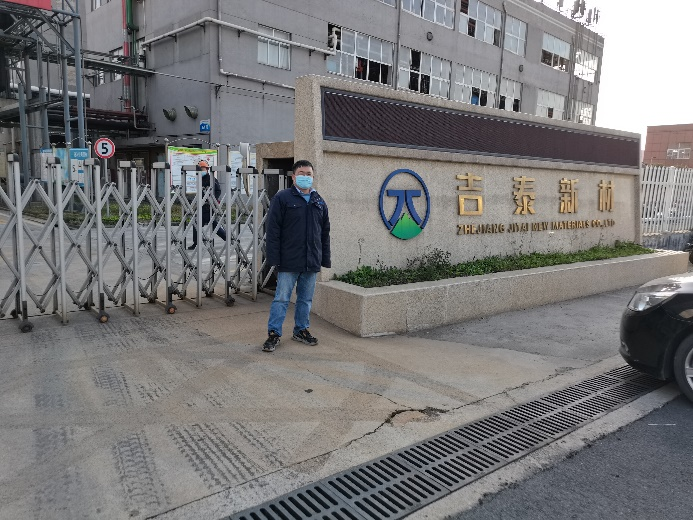 5
吉泰新材
ZHEJIANG JITAI NEW MATERIALS CO.,LTD